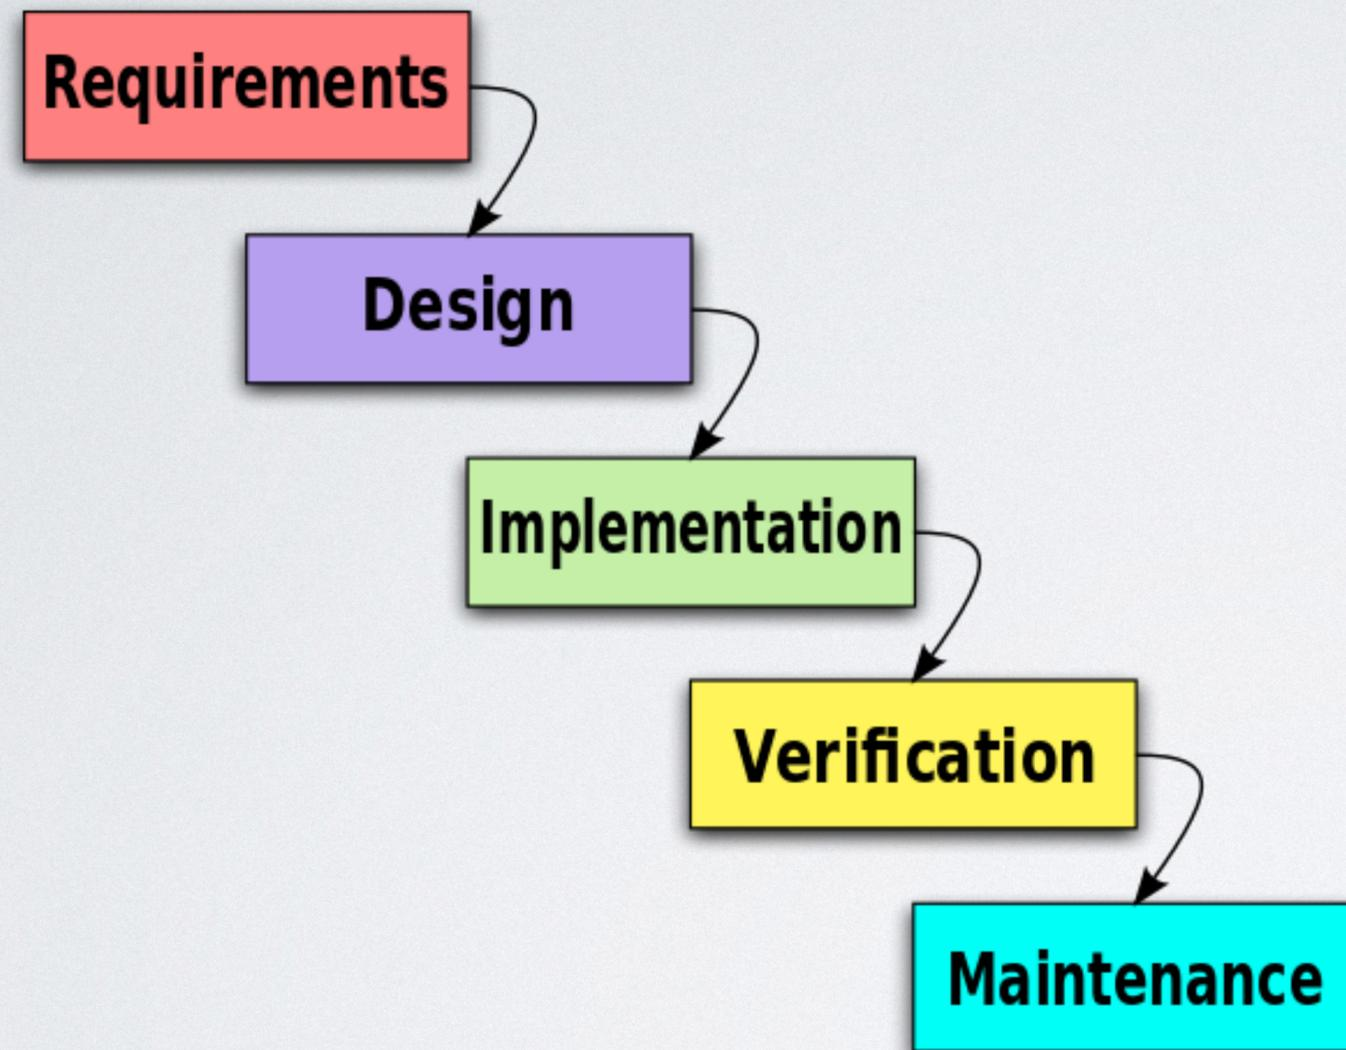 Requirements
Design
Implementation
Verification
Maintenance